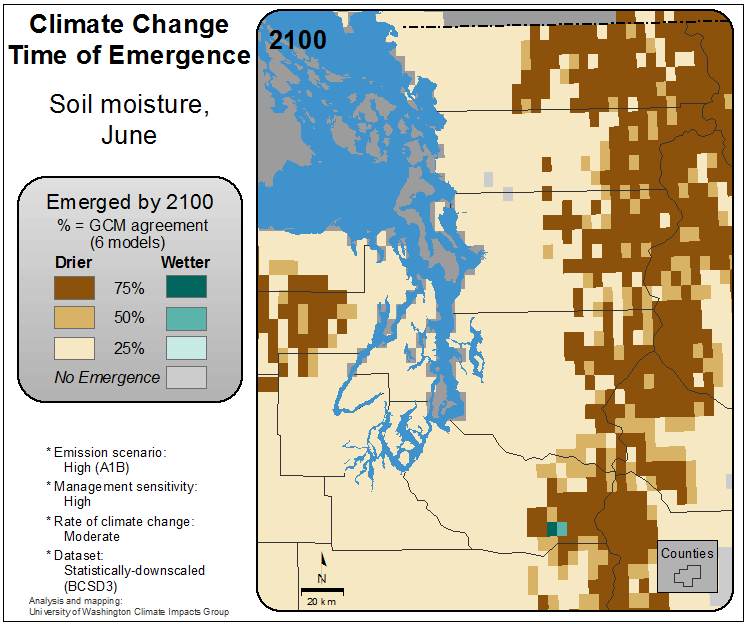 Climate Change
Time of Emergence
Soil moisture,
June
Emerged by 2100
% = GCM agreement
(6 models)
Drier Wetter
75%
50%
25%
No Emergence
* Emission scenario:
High (A1B)
* Management sensitivity:
High
* Rate of climate change:
Moderate
* Dataset:
Statistically-downscaled
(BCSD3)
Analysis and mapping:
University of Washington Climate Impacts Group
2100
N
20 km
Counties